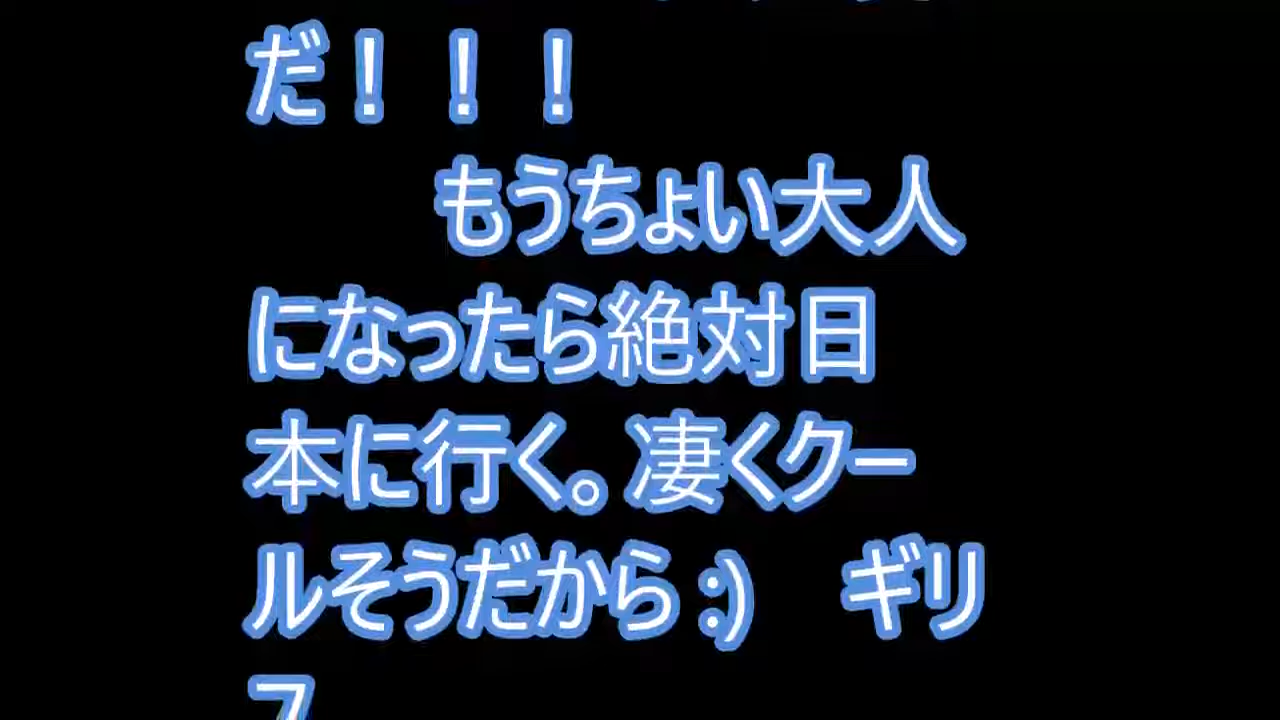 だ！！！
もうちょい大人
になったら絶対日
本に行く。凄くクー
ルそうだから :)　ギリ